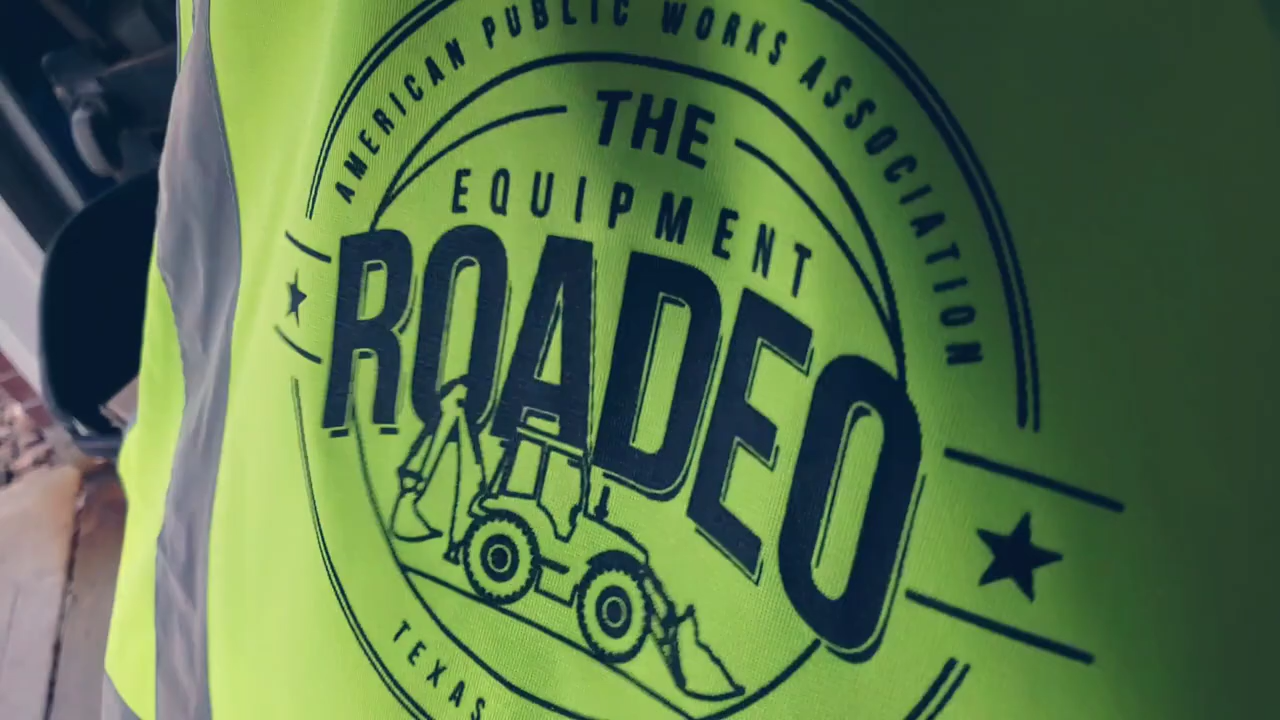 AMERICAN PUBLIC WORKS ASSOCIATION
THE
EQUIPMENT
ROADEO
TEXAS